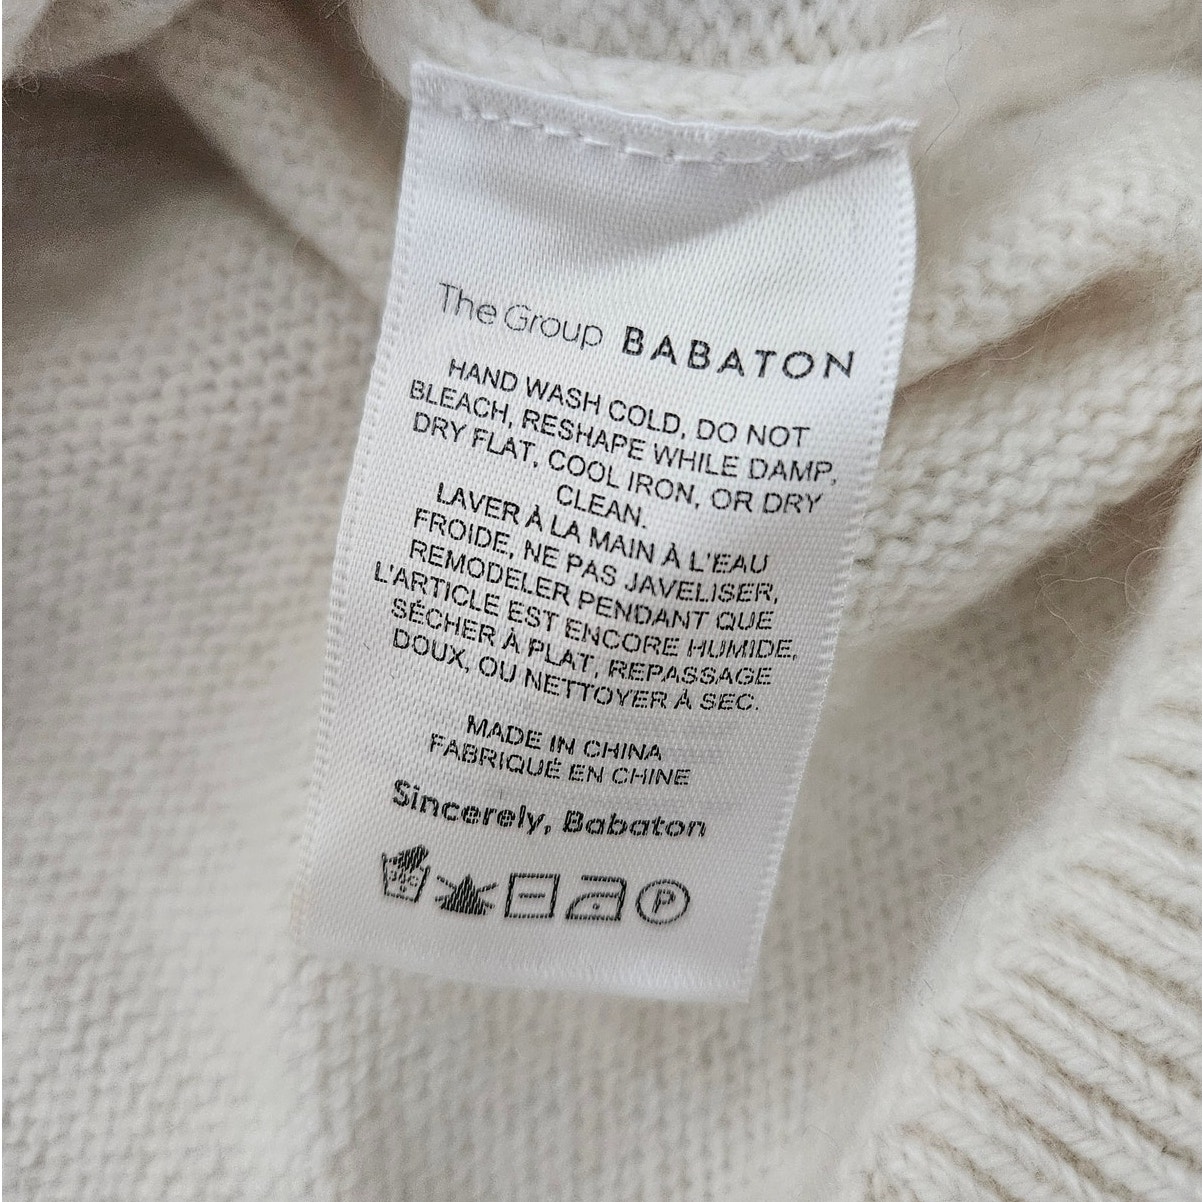 The Group BABATON
HAND WASH COLD, DO NOT
BLEACH, RESHAPE WHILE DAMP,
DRY FLAT, COOL IRON, OR DRY
CLEAN.
LAVER À LA MAIN À L'EAU
FROIDE, NE PAS JAVELISER,
REMODELER PENDANT QUE
L'ARTICLE EST ENCORE HUMIDE,
SÉCHER À PLAT, REPASSAGE
DOUX, OU NETTOYER À SEC.
MADE IN CHINA
FABRIQUÉ EN CHINE
Sincerely, Babaton
30C P